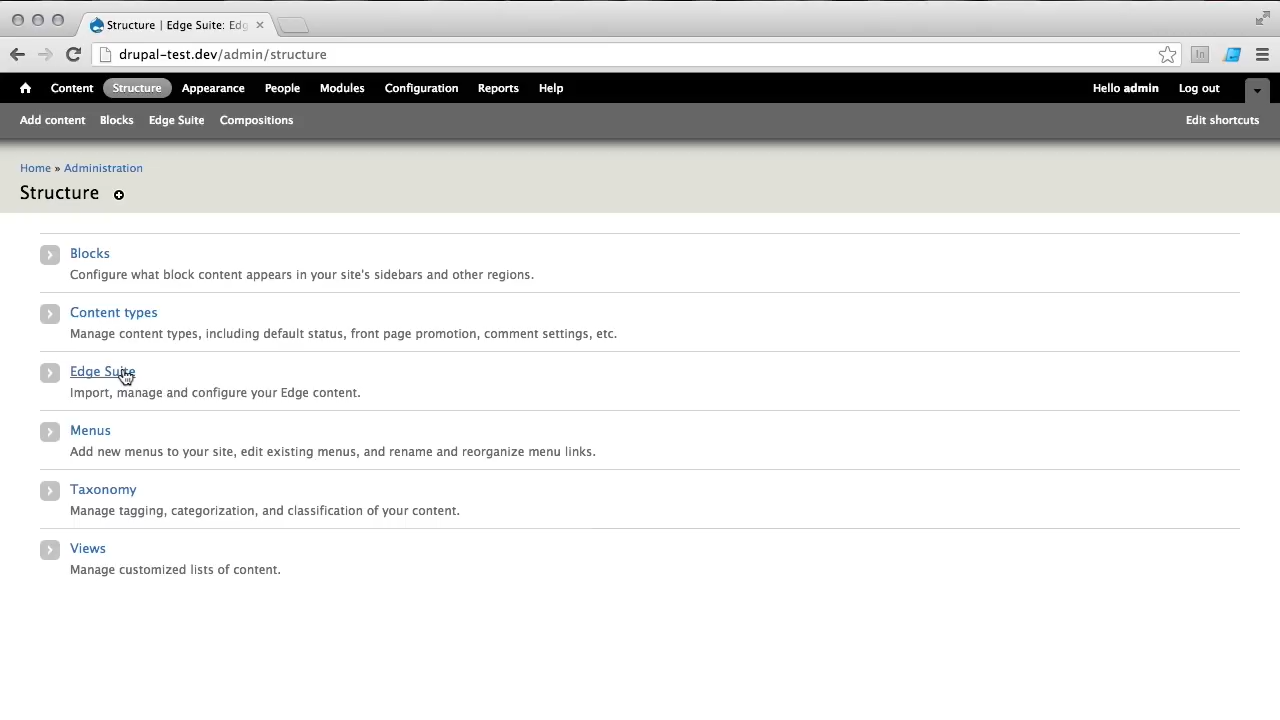 Structure | Edge Suite: Edg
drupal-test.dev/admin/structure
Content Structure Appearance People Modules Configuration Reports Help Hello admin Log out
Add content Blocks Edge Suite Compositions Edit shortcuts
Home » Administration
Structure
Blocks
Configure what block content appears in your site's sidebars and other regions.
Content types
Manage content types, including default status, front page promotion, comment settings, etc.
Edge Suite
Import, manage and configure your Edge content.
Menus
Add new menus to your site, edit existing menus, and rename and reorganize menu links.
Taxonomy
Manage tagging, categorization, and classification of your content.
Views
Manage customized lists of content.